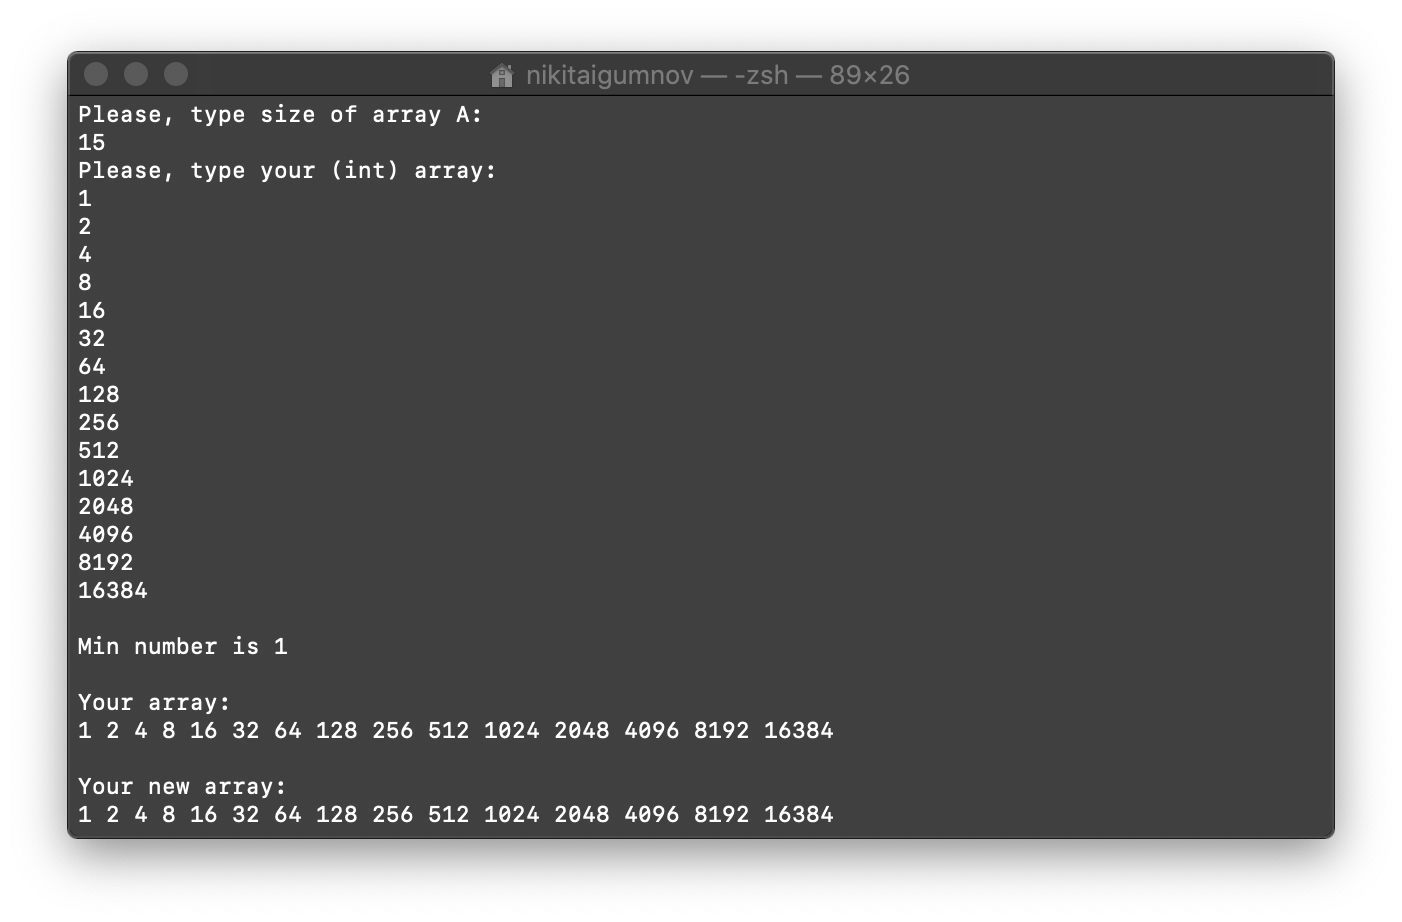 nikitaigumnov — -zsh — 89×26
Please, type size of array A:
15
Please, type your (int) array:
1
2
4
8
16
32
64
128
256
512
1024
2048
4096
8192
16384
Min number is 1
Your array:
1 2 4 8 16 32 64 128 256 512 1024 2048 4096 8192 16384
Your new array:
1 2 4 8 16 32 64 128 256 512 1024 2048 4096 8192 16384